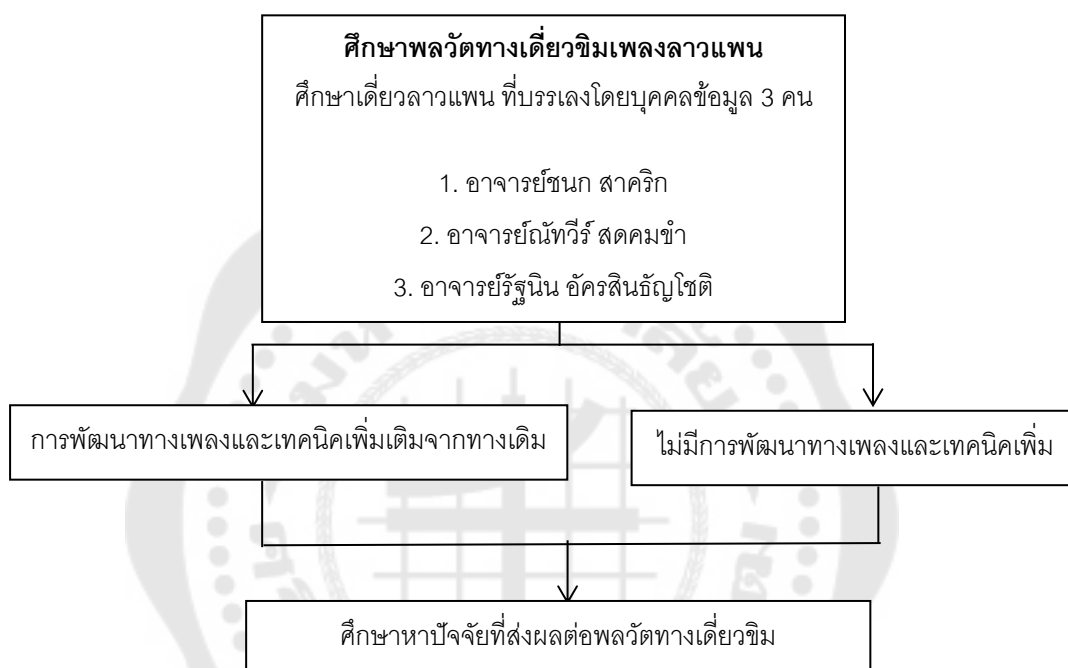 ศึกษาพลวัตทางเดี่ยวขิมเพลงลาวแพน
ศึกษาเดี่ยวลาวแพน ที่บรรเลงโดยบุคคลข้อมูล 3 คน
1. อาจารย์ชนก สาคริก
2. อาจารย์ณัทวีร์ สดคมขำ
3. อาจารย์รัฐนิน อัครสินธัญโชติ
การพัฒนาทางเพลงและเทคนิคเพิ่มเติมจากทางเดิม
ไม่มีการพัฒนาทางเพลงและเทคนิคเพิ่ม
ศึกษาหาปัจจัยที่ส่งผลต่อพลวัตทางเดี่ยวขิม